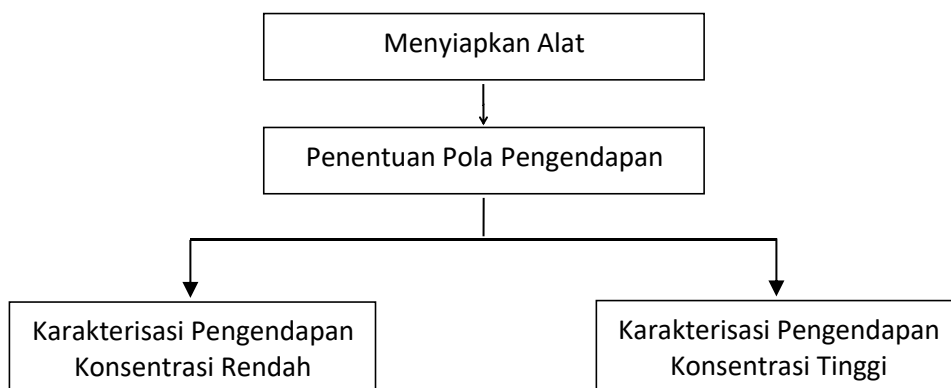 Menyiapkan Alat
Penentuan Pola Pengendapan
Karakterisasi Pengendapan
Konsentrasi Rendah
Karakterisasi Pengendapan
Konsentrasi Tinggi